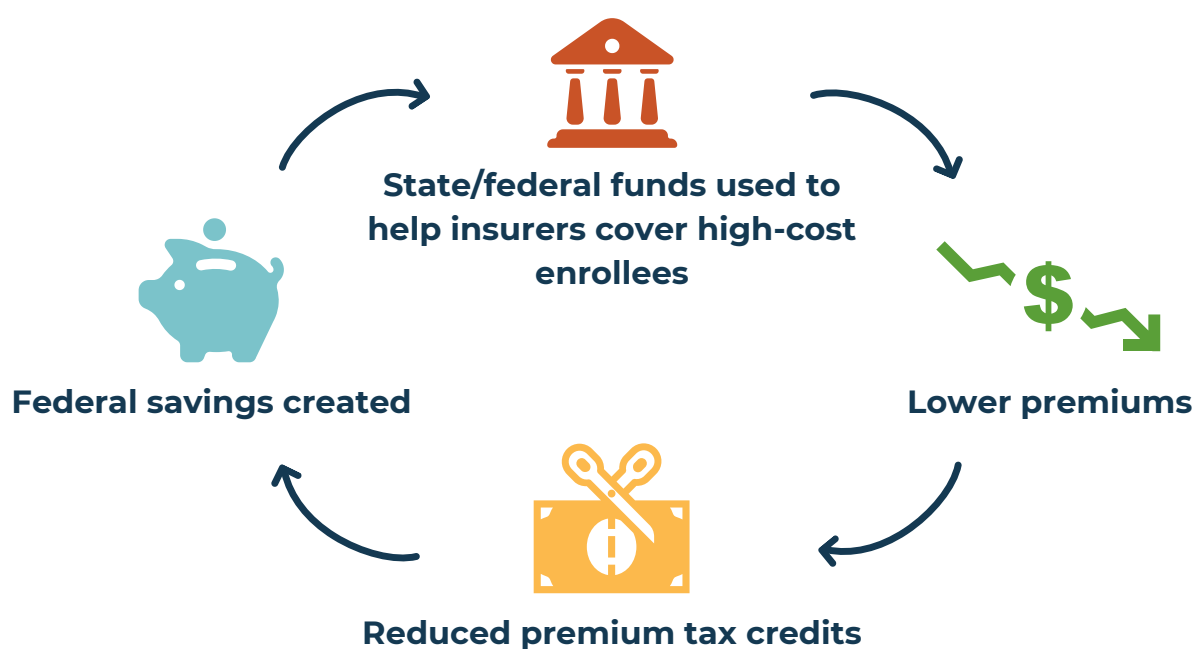 State/federal funds used to
help insurers cover high-cost
enrollees
$
Federal savings created
Lower premiums
Reduced premium tax credits